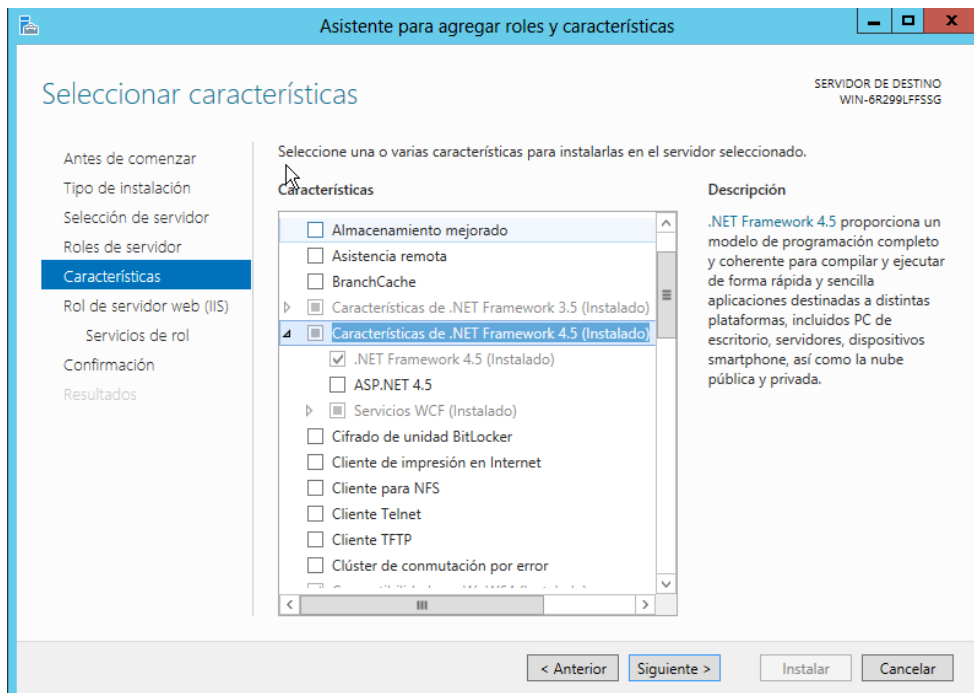 Asistente para agregar roles y características
Seleccionar características
SERVIDOR DE DESTINO
WIN-6R299LFFSSG
Antes de comenzar
Tipo de instalación
Selección de servidor
Roles de servidor
Características
Rol de servidor web (IIS)
Servicios de rol
Confirmación
Resultados
Seleccione una o varias características para instalarlas en el servidor seleccionado.
Características
Almacenamiento mejorado
Asistencia remota
BranchCache
Características de .NET Framework 3.5 (Instalado)
Características de .NET Framework 4.5 (Instalado)
.NET Framework 4.5 (Instalado)
ASP.NET 4.5
Servicios WCF (Instalado)
Cifrado de unidad BitLocker
Cliente de impresión en Internet
Cliente para NFS
Cliente Telnet
Cliente TFTP
Clúster de conmutación por error
Descripción
.NET Framework 4.5 proporciona un
modelo de programación completo
y coherente para compilar y ejecutar
de forma rápida y sencilla
aplicaciones destinadas a distintas
plataformas, incluidos PC de
escritorio, servidores, dispositivos
smartphone, así como la nube
pública y privada.
< Anterior
Siguiente >
Instalar
Cancelar